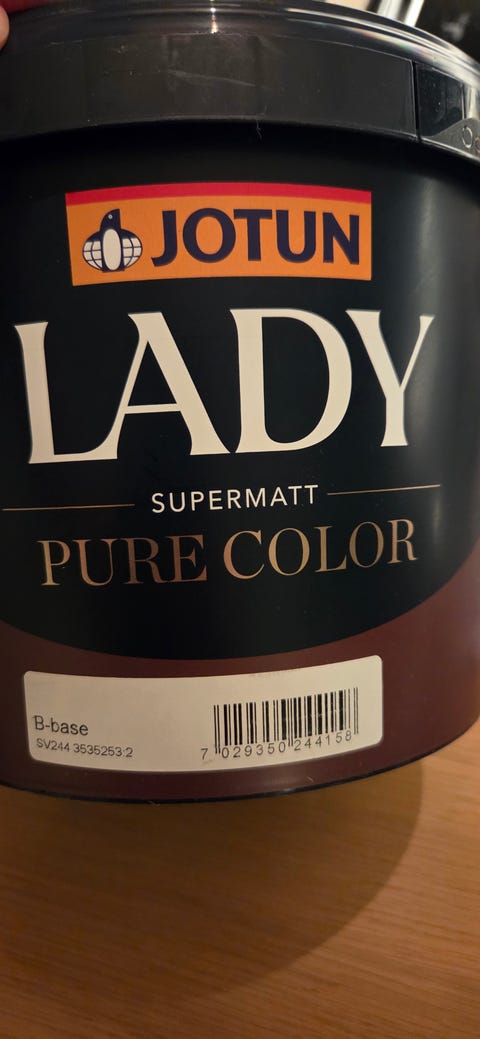 JOTUN
LADY
SUPERMATT
PURE COLOR
B-base
SV244 3535253:2
7 029350 244158